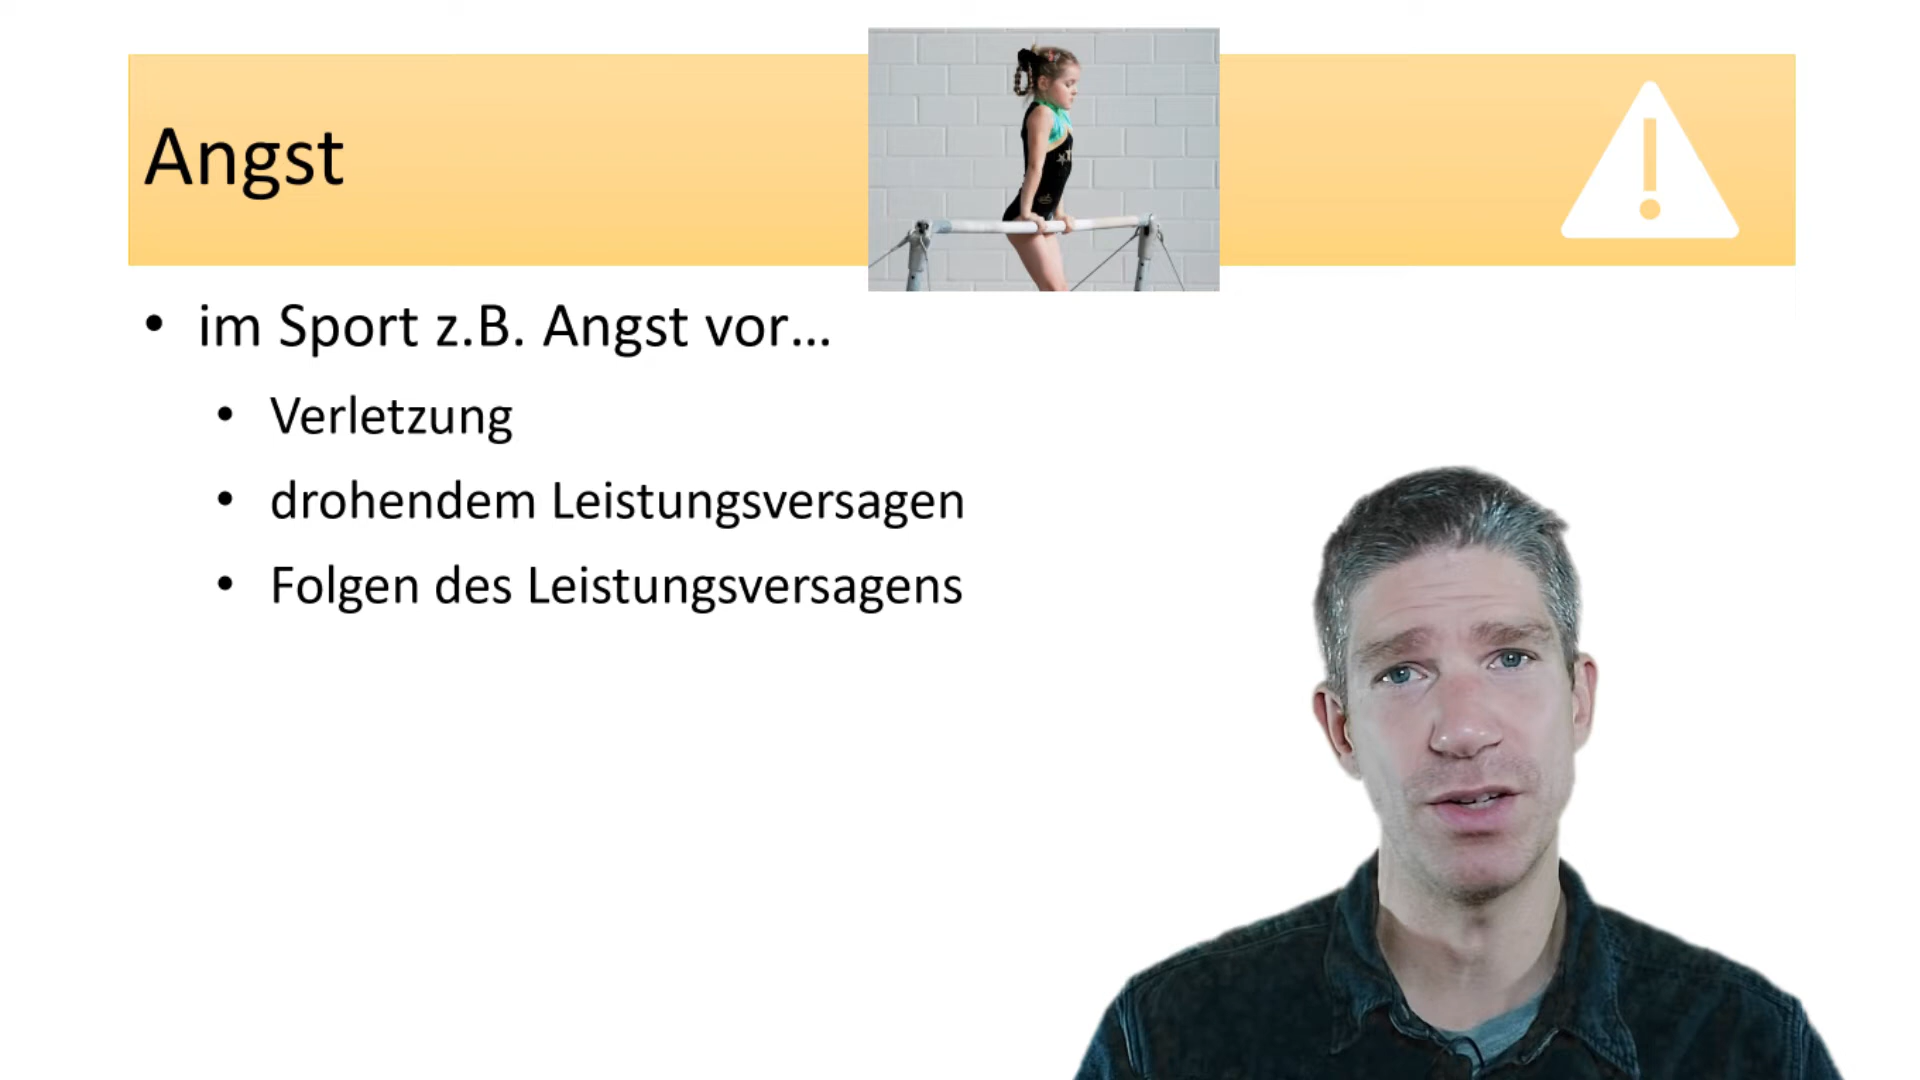 Angst
• im Sport z.B. Angst vor...
• Verletzung
• drohendem Leistungsversagen
• Folgen des Leistungsversagens